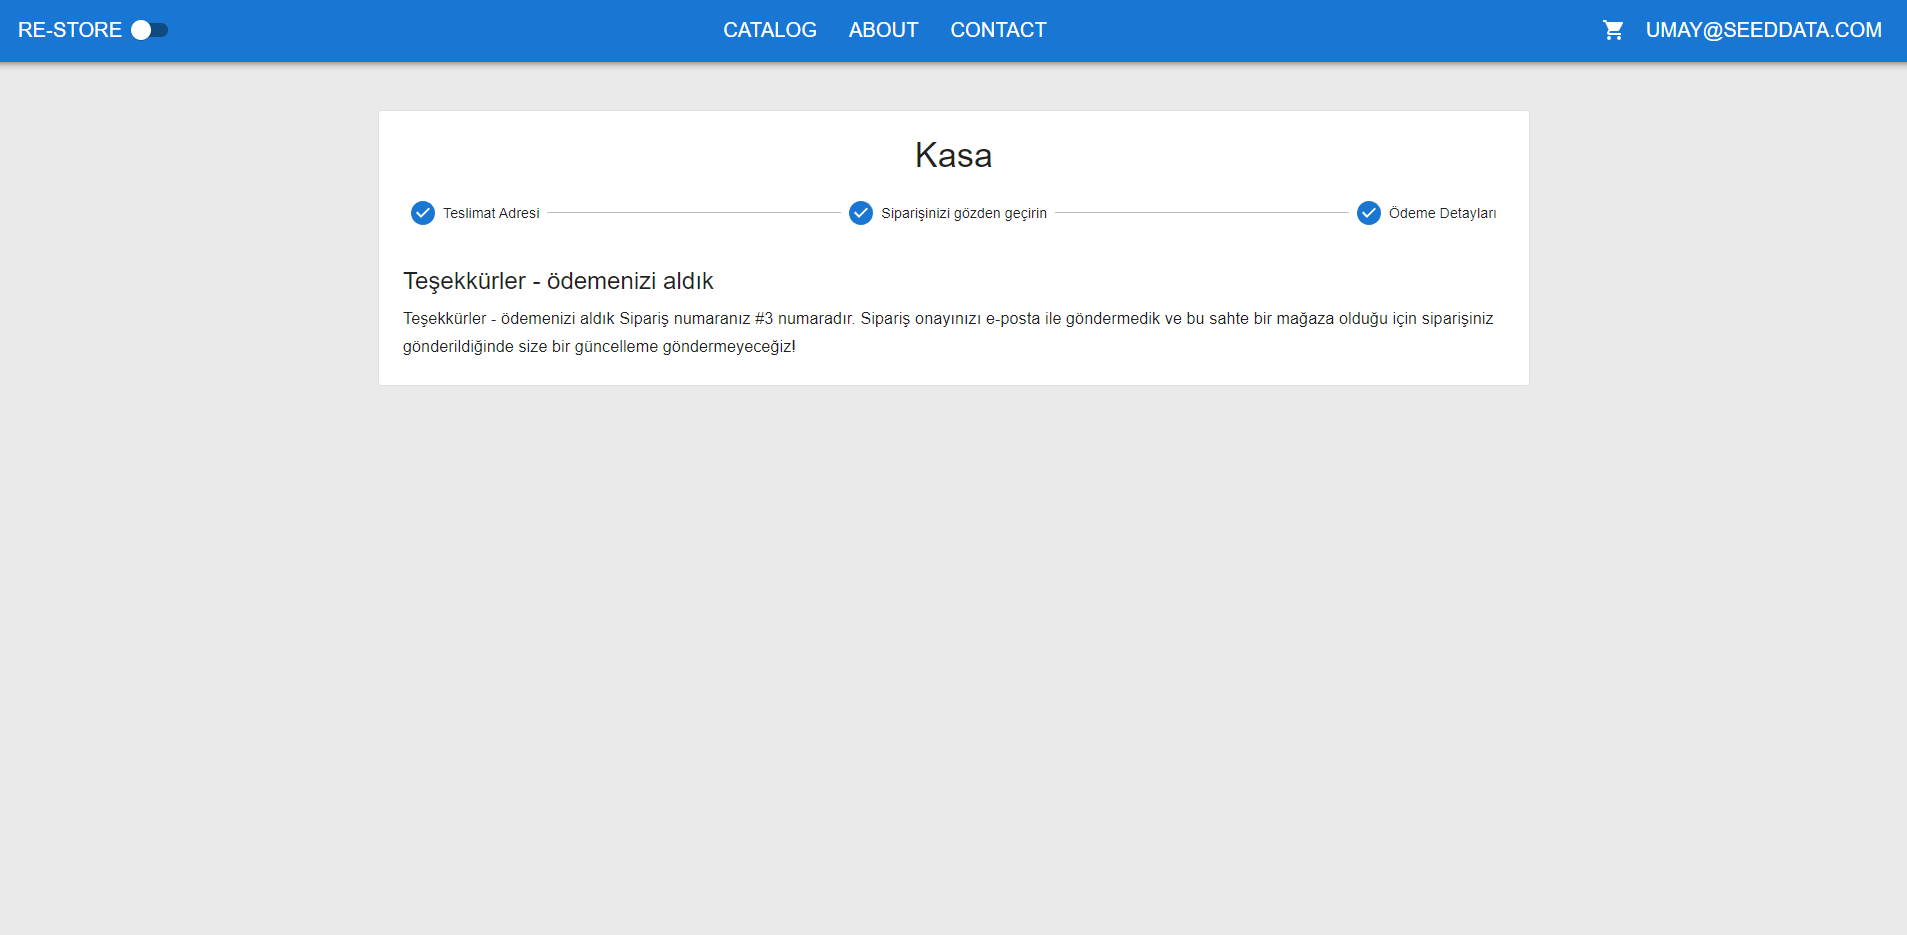 RE-STORE
CATALOG ABOUT CONTACT
UMAY@SEEDDATA.COM
Kasa
Teslimat Adresi
Siparişinizi gözden geçirin
Ödeme Detayları
Teşekkürler - ödemenizi aldık
Teşekkürler - ödemenizi aldık Sipariş numaranız #3 numaradır. Sipariş onayınızı e-posta ile göndermedik ve bu sahte bir mağaza olduğu için siparişiniz
gönderildiğinde size bir güncelleme göndermeyeceğiz!